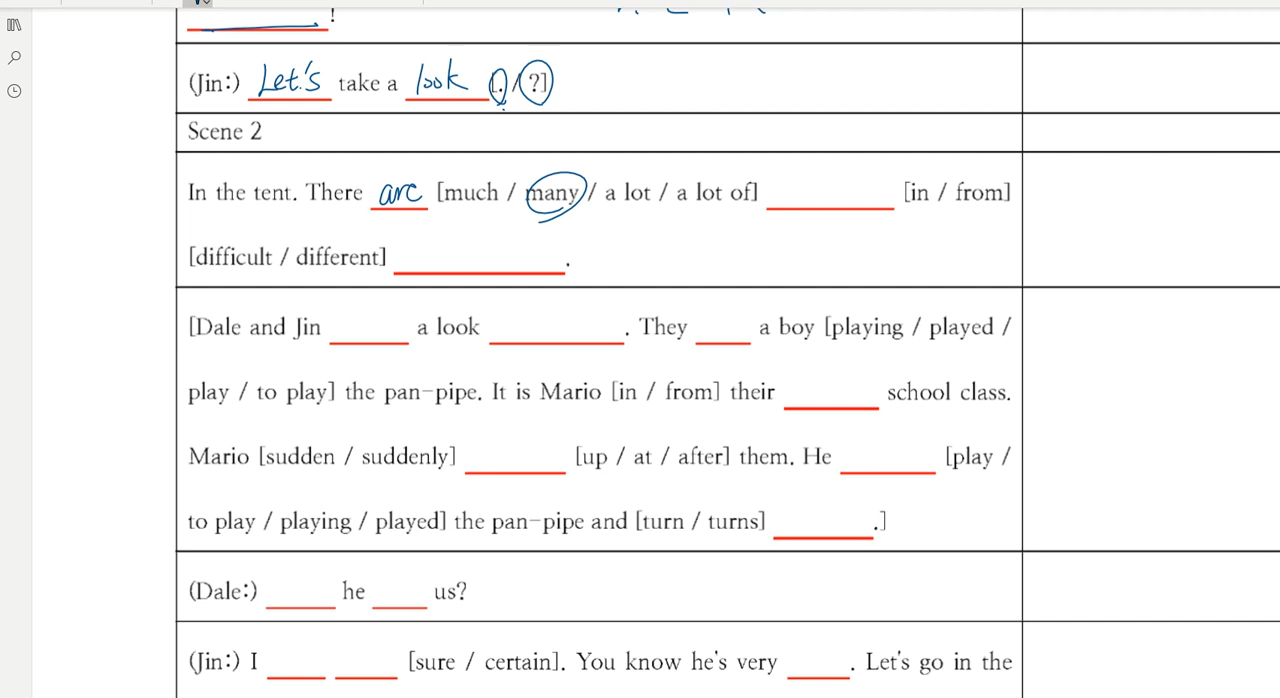 !
(Jin:) Let's take a look [./?]
Scene 2
In the tent. There are [much / many / a lot / a lot of] [in / from]
[difficult / different] .
[Dale and Jin a look . They a boy [playing / played /
play / to play] the pan-pipe. It is Mario [in / from] their school class.
Mario [sudden / suddenly] [up / at / after] them. He [play /
to play / playing / played] the pan-pipe and [turn / turns] .]
(Dale:) he us?
(Jin:) I [sure / certain]. You know he's very . Let's go in the